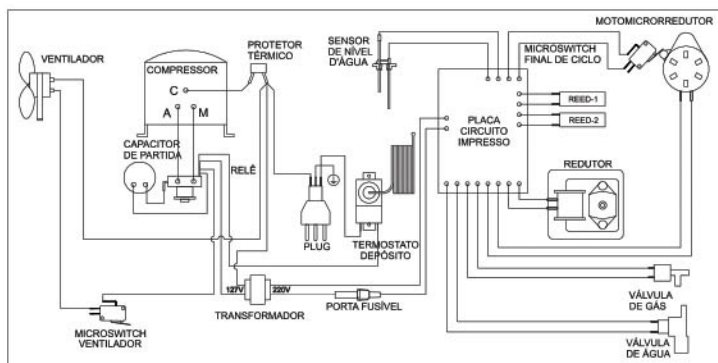 VENTILADOR
COMPRESSOR
C
A
M
PROTETOR
TÉRMICO
SENSOR
DE NÍVEL
D'ÁGUA
MOTOMICRORREDUTOR
MICROSWITCH
FINAL DE CICLO
REED-1
REED-2
PLACA
CIRCUITO
IMPRESSO
CAPACITOR
DE PARTIDA
RELÊ
REDUTOR
PLUG
TERMOSTATO
DEPÓSITO
127V
220V
TRANSFORMADOR
PORTA FUSÍVEL
MICROSWITCH
VENTILADOR
VÁLVULA
DE GÁS
VÁLVULA
DE ÁGUA